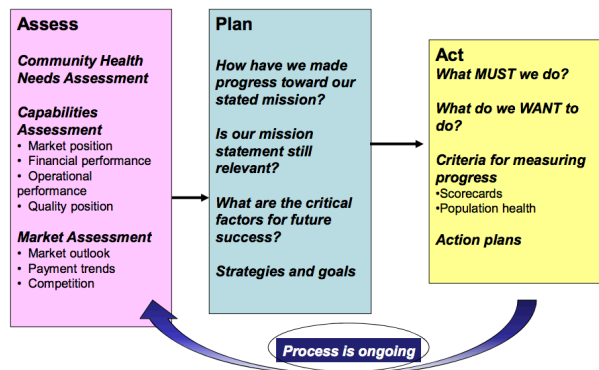 Assess
Community Health
Needs Assessment
Capabilities
Assessment
• Market position
• Financial performance
• Operational
performance
• Quality position
Market Assessment
• Market outlook
• Payment trends
• Competition
Plan
How have we made
progress toward our
stated mission?
Is our mission
statement still
relevant?
What are the critical
factors for future
success?
Strategies and goals
Act
What MUST we do?
What do we WANT to
do?
Criteria for measuring
progress
•Scorecards
•Population health
Action plans
Process is ongoing